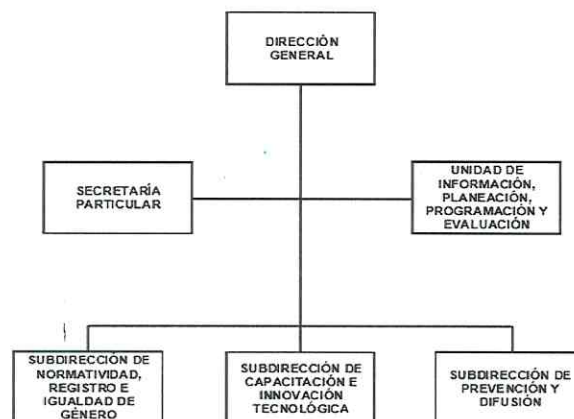 DIRECCIÓN
GENERAL
SECRETARÍA
PARTICULAR
UNIDAD DE
INFORMACIÓN,
PLANEACIÓN,
PROGRAMACIÓN Y
EVALUACIÓN
SUBDIRECCIÓN DE
NORMATIVIDAD,
REGISTRO E
IGUALDAD DE
GÉNERO
SUBDIRECCIÓN DE
CAPACITACIÓN E
INNOVACIÓN
TECNOLÓGICA
SUBDIRECCIÓN DE
PREVENCIÓN Y
DIFUSIÓN